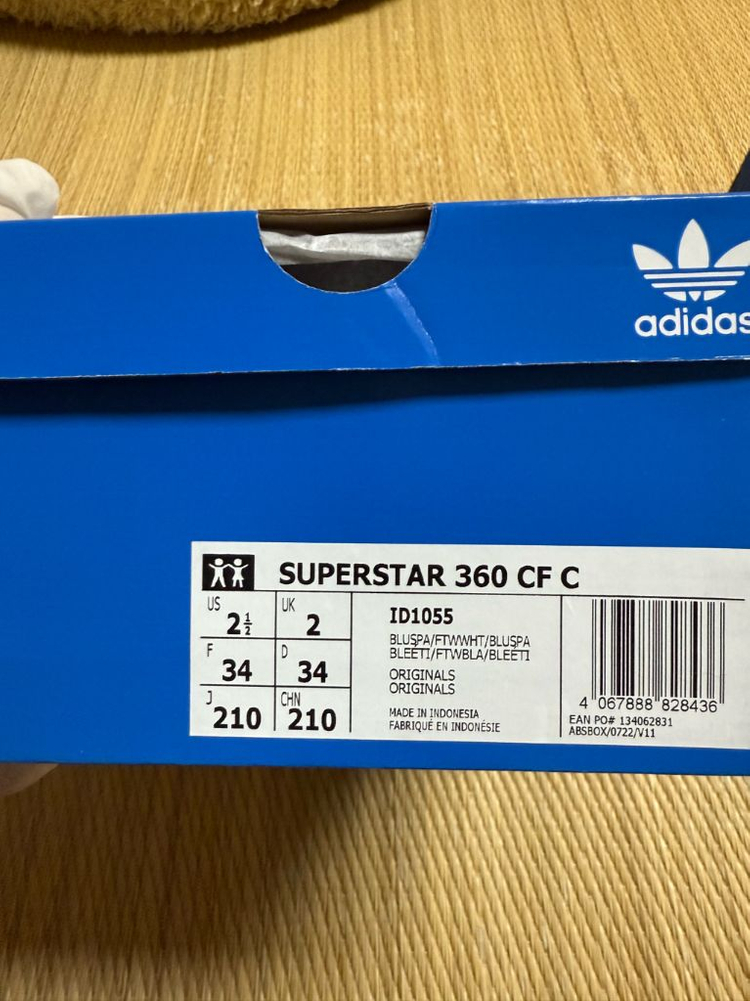 adidas
SUPERSTAR 360 CF C
US 2½ UK 2
F 34 D 34
J 210 CHN 210
ID1055
BLUSPA/FTWWHT/BLUSPA
BLEETI/FTWBLA/BLEETI
ORIGINALS
ORIGINALS
MADE IN INDONESIA
FABRIQUÉ EN INDONÉSIE
4 067888 828436
EAN PO# 134062831
ABSBOX/0722/V11